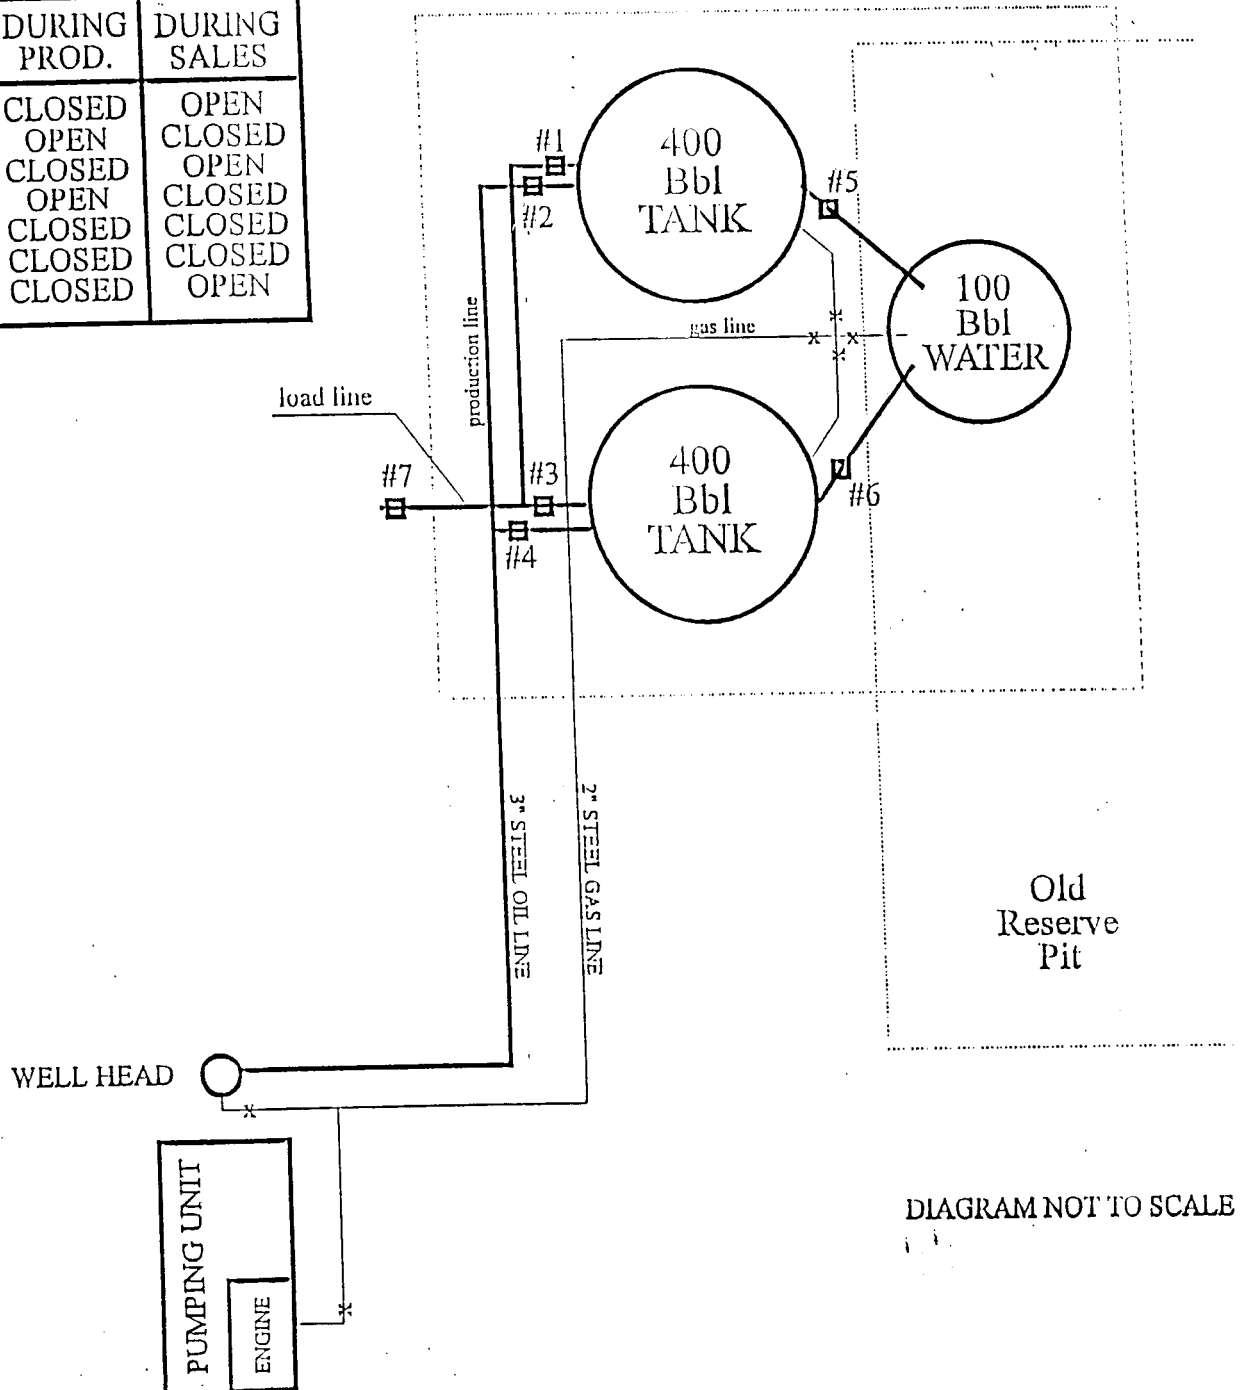 DURING DURING
PROD. SALES
CLOSED OPEN
OPEN CLOSED
CLOSED OPEN
OPEN CLOSED
CLOSED CLOSED
CLOSED CLOSED
CLOSED OPEN
#1
#2
400
Bbl
TANK
#5
100
Bbl
WATER
production line
gas line
load line
#7
#3
#4
400
Bbl
TANK
#6
3" STEEL OIL LINE
2" STEEL GAS LINE
Old
Reserve
Pit
WELL HEAD
PUMPING UNIT
ENGINE
DIAGRAM NOT TO SCALE